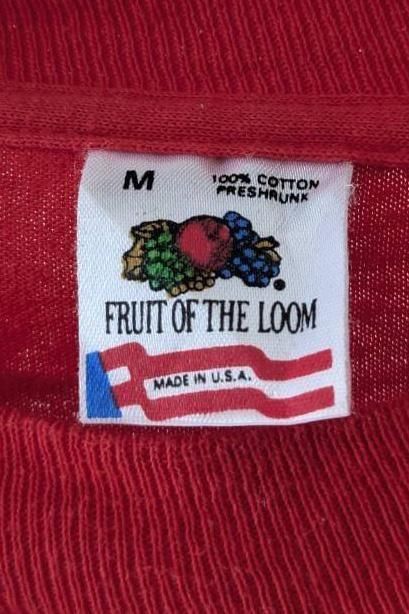 M
100% COTTON
PRESHRUNK
FRUIT OF THE LOOM
MADE IN U.S.A.